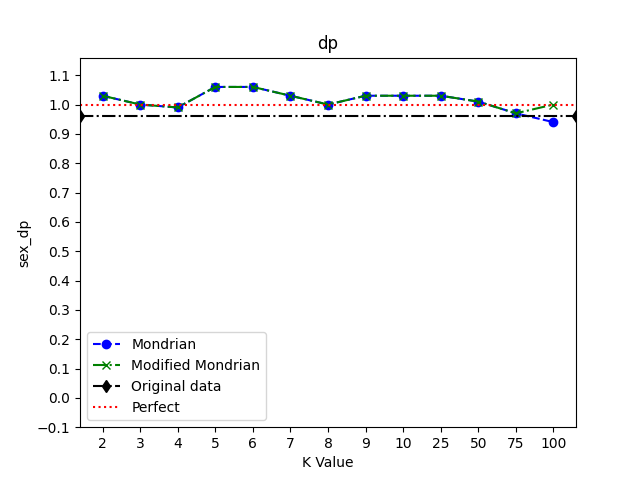 dp
1.1
1.0
0.9
0.8
0.7
0.6
0.5
0.4
0.3
0.2
0.1
0.0
−0.1
sex_dp
Mondrian
Modified Mondrian
Original data
Perfect
2 3 4 5 6 7 8 9 10 25 50 75 100
K Value